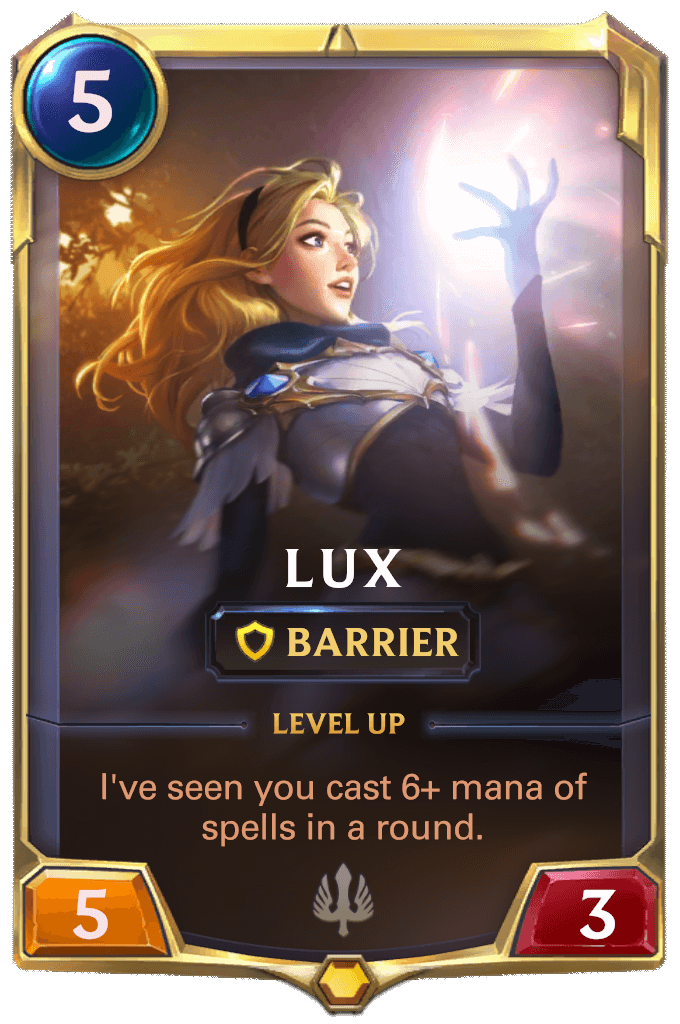 5
LUX
BARRIER
LEVEL UP
I've seen you cast 6+ mana of
spells in a round.
5
3